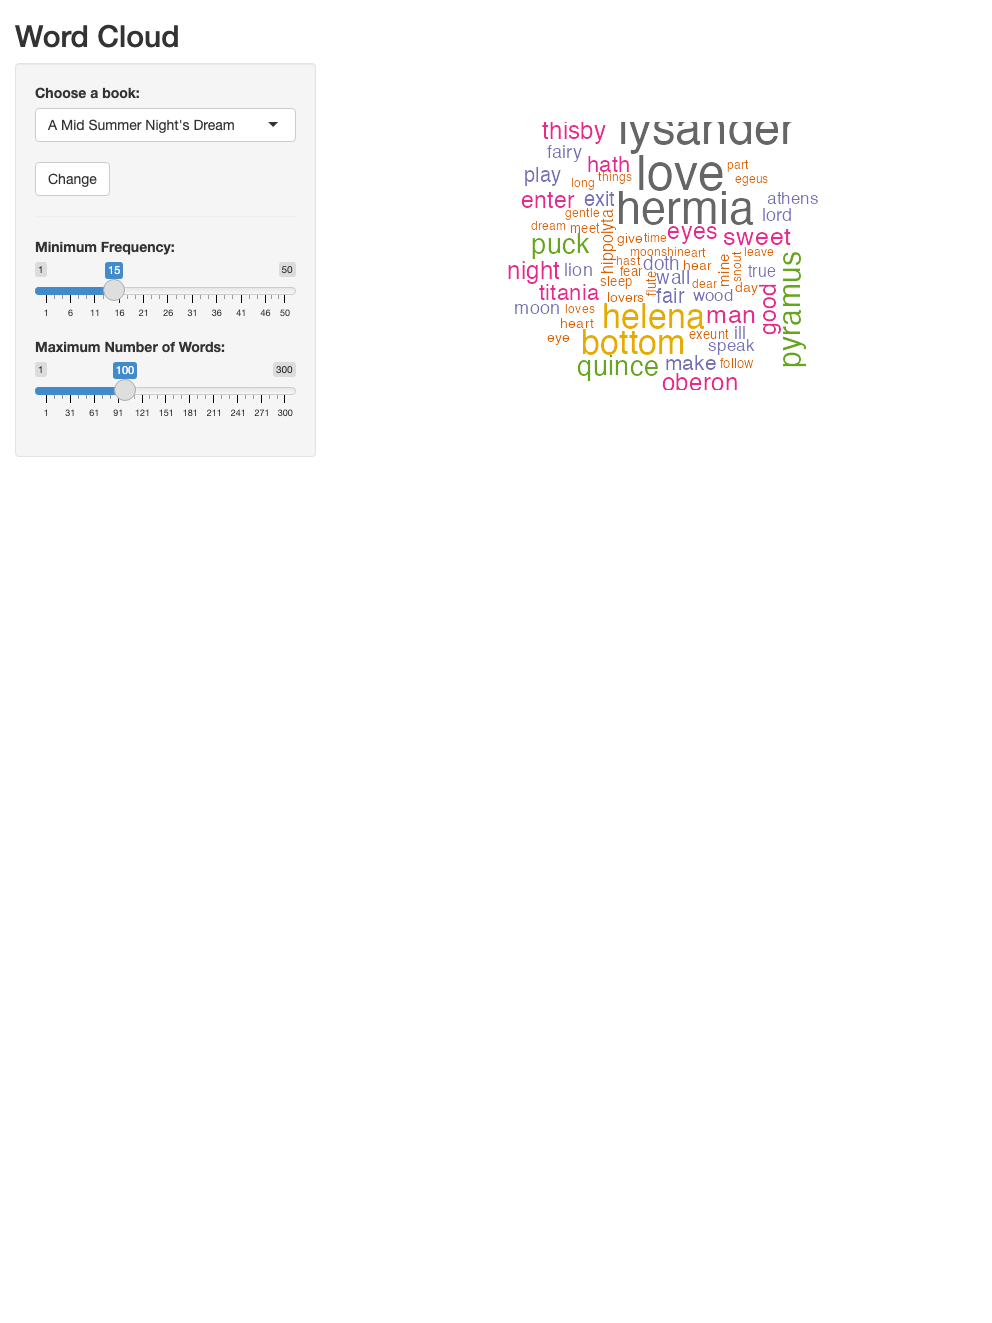 Word Cloud
Choose a book:
A Mid Summer Night's Dream
Change
Minimum Frequency:
1 15 50
1 6 11 16 21 26 31 36 41 46 50
Maximum Number of Words:
1 100 300
1 31 61 91 121 151 181 211 241 271 300
thisby lysander
fairy
hath love part
play long things egeus
enter exit hermia athens
gentle lord
dream meet hippolyta give time eyes sweet
puck moonshine art leave
night lion hast doth hear mine snout true pyramus
fear
sleep flute wall dear day
titania lovers fair wood good
moon loves helena man
heart
eye bottom exeunt ill
speak
quince make follow
oberon